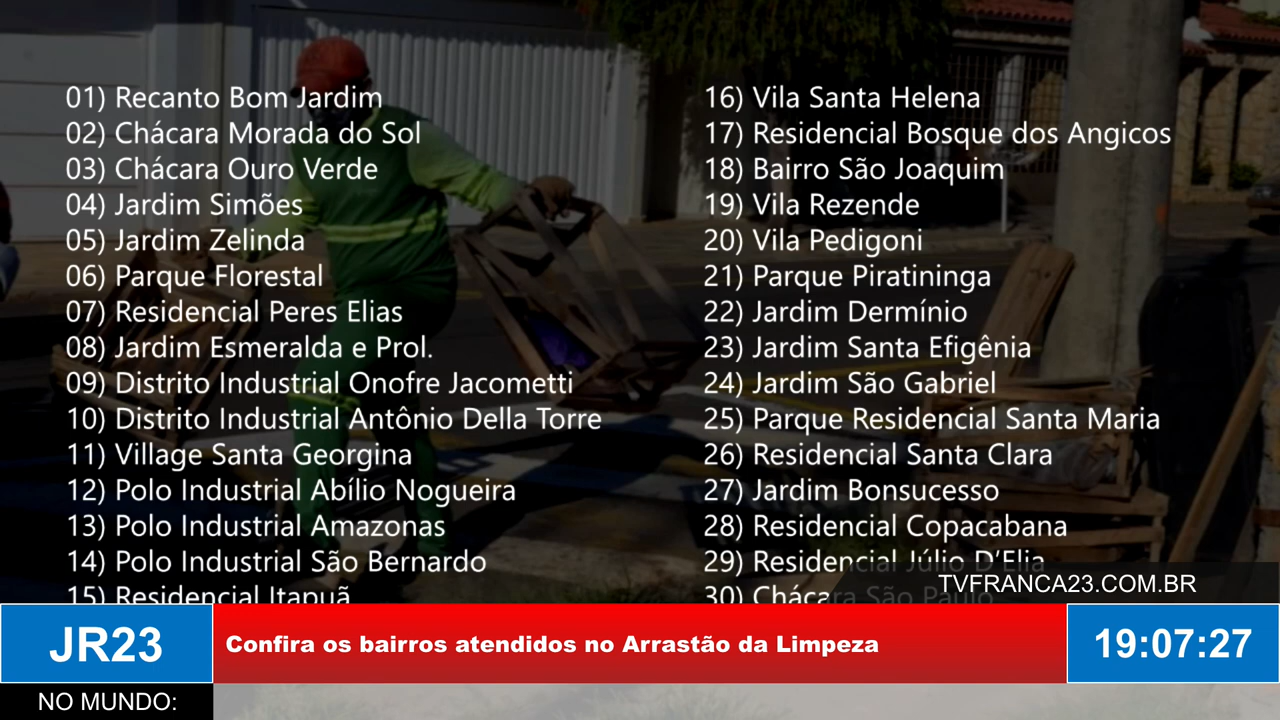 01) Recanto Bom Jardim
02) Chácara Morada do Sol
03) Chácara Ouro Verde
04) Jardim Simões
05) Jardim Zelinda
06) Parque Florestal
07) Residencial Peres Elias
08) Jardim Esmeralda e Prol.
09) Distrito Industrial Onofre Jacometti
10) Distrito Industrial Antônio Della Torre
11) Village Santa Georgina
12) Polo Industrial Abílio Nogueira
13) Polo Industrial Amazonas
14) Polo Industrial São Bernardo
15) Residencial Itapuã
16) Vila Santa Helena
17) Residencial Bosque dos Angicos
18) Bairro São Joaquim
19) Vila Rezende
20) Vila Pedigoni
21) Parque Piratininga
22) Jardim Dermínio
23) Jardim Santa Efigênia
24) Jardim São Gabriel
25) Parque Residencial Santa Maria
26) Residencial Santa Clara
27) Jardim Bonsucesso
28) Residencial Copacabana
29) Residencial Júlio D’Elia
30) Chácara São Paulo
TVFRANCA23.COM.BR
JR23
Confira os bairros atendidos no Arrastão da Limpeza
19:07:27
NO MUNDO: